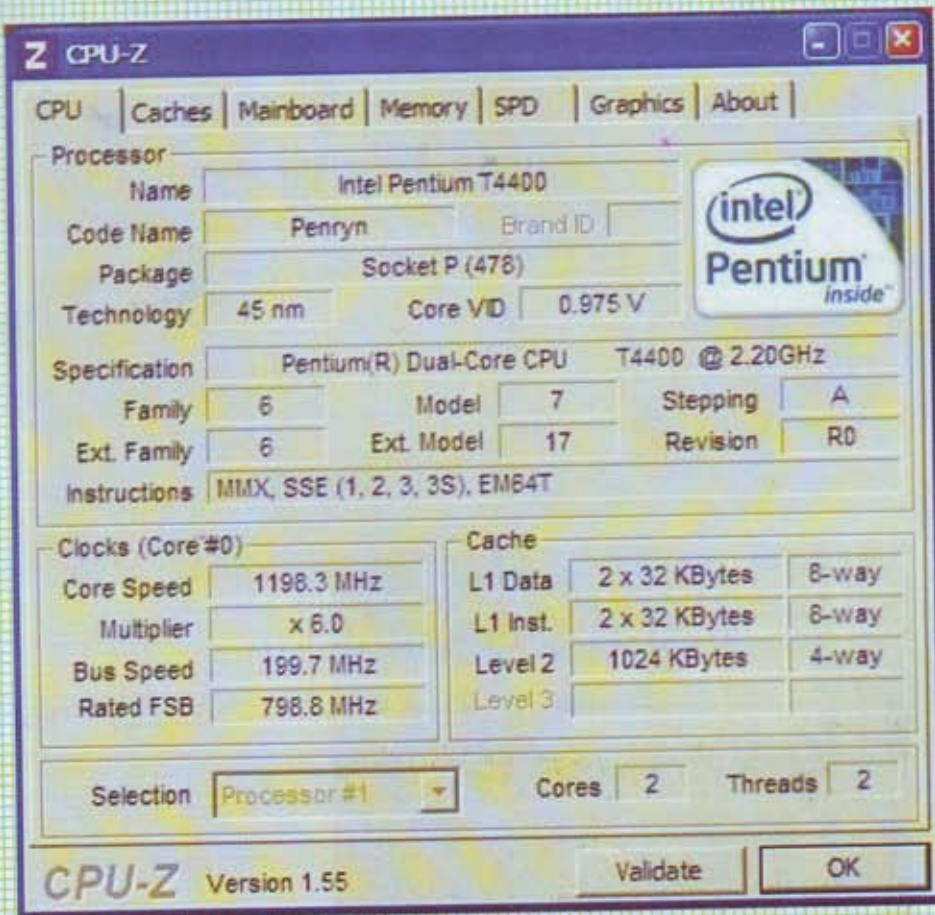 Z CPU-Z
CPU Caches Mainboard Memory SPD Graphics About
Processor
Name Intel Pentium T4400
Code Name Penryn Brand ID
Package Socket P (478)
Technology 45 nm Core VID 0.975 V
intel
Pentium
inside™
Specification Pentium(R) Dual-Core CPU T4400 @ 2.20GHz
Family 6 Model 7 Stepping A
Ext. Family 6 Ext. Model 17 Revision R0
Instructions MMX, SSE (1, 2, 3, 3S), EM64T
Clocks (Core #0)
Core Speed 1198.3 MHz
Multiplier x 6.0
Bus Speed 199.7 MHz
Rated FSB 798.8 MHz
Cache
L1 Data 2 x 32 KBytes 8-way
L1 Inst. 2 x 32 KBytes 8-way
Level 2 1024 KBytes 4-way
Level 3
Selection Processor #1 Cores 2 Threads 2
CPU-Z Version 1.55 Validate OK